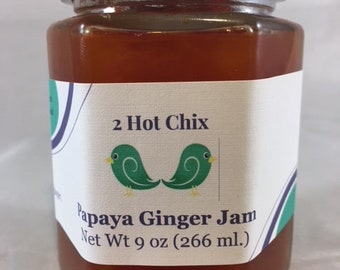 2 Hot Chix
Papaya Ginger Jam
Net Wt 9 oz (266 ml.)